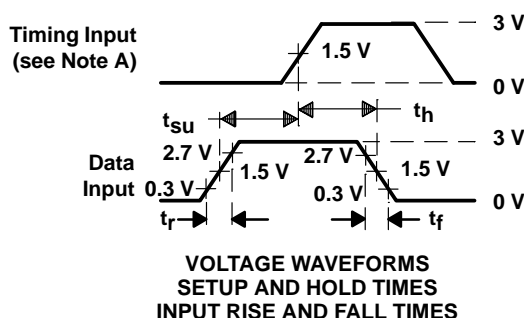 Timing Input
(see Note A)
3 V
1.5 V
0 V
tsu
th
Data
Input
3 V
2.7 V
2.7 V
1.5 V
1.5 V
0.3 V
0.3 V
0 V
tr
tf
VOLTAGE WAVEFORMS
SETUP AND HOLD TIMES
INPUT RISE AND FALL TIMES